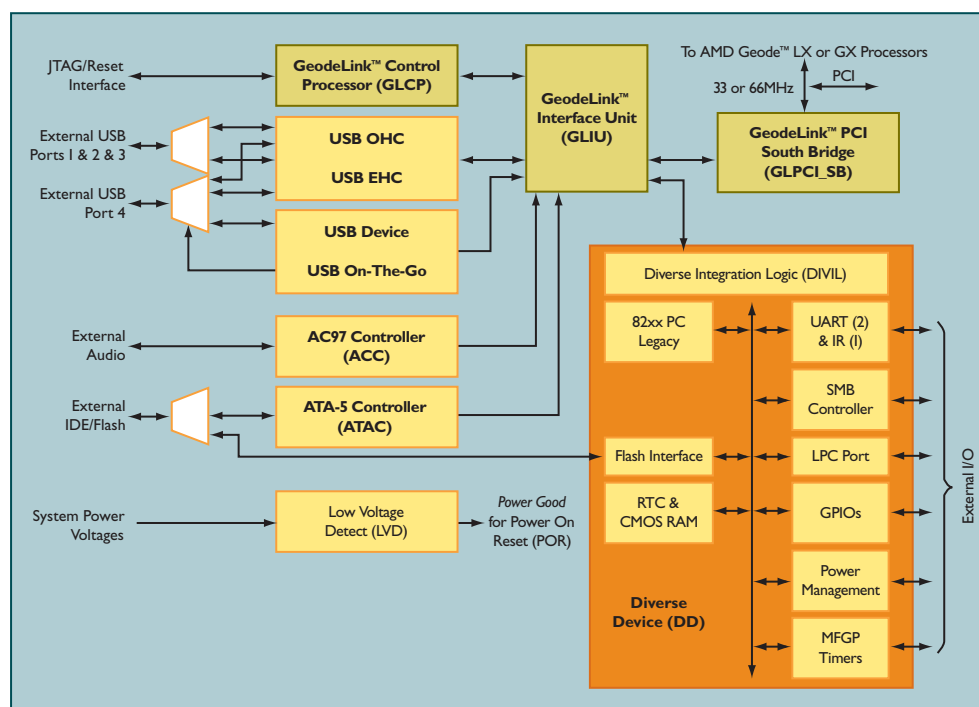 JTAG/Reset
Interface
GeodeLink™ Control
Processor (GLCP)
GeodeLink™
Interface Unit
(GLIU)
To AMD Geode™ LX or GX Processors
33 or 66MHz
PCI
GeodeLink™ PCI
South Bridge
(GLPCI_SB)
External USB
Ports 1 & 2 & 3
USB OHC
USB EHC
External USB
Port 4
USB Device
USB On-The-Go
External
Audio
AC97 Controller
(ACC)
External
IDE/Flash
ATA-5 Controller
(ATAC)
System Power
Voltages
Low Voltage
Detect (LVD)
Power Good
for Power On
Reset (POR)
Diverse Integration Logic (DIVIL)
82xx PC
Legacy
UART (2)
& IR (1)
SMB
Controller
Flash Interface
LPC Port
RTC &
CMOS RAM
GPIOs
Power
Management
Diverse
Device (DD)
MFGP
Timers
External I/O